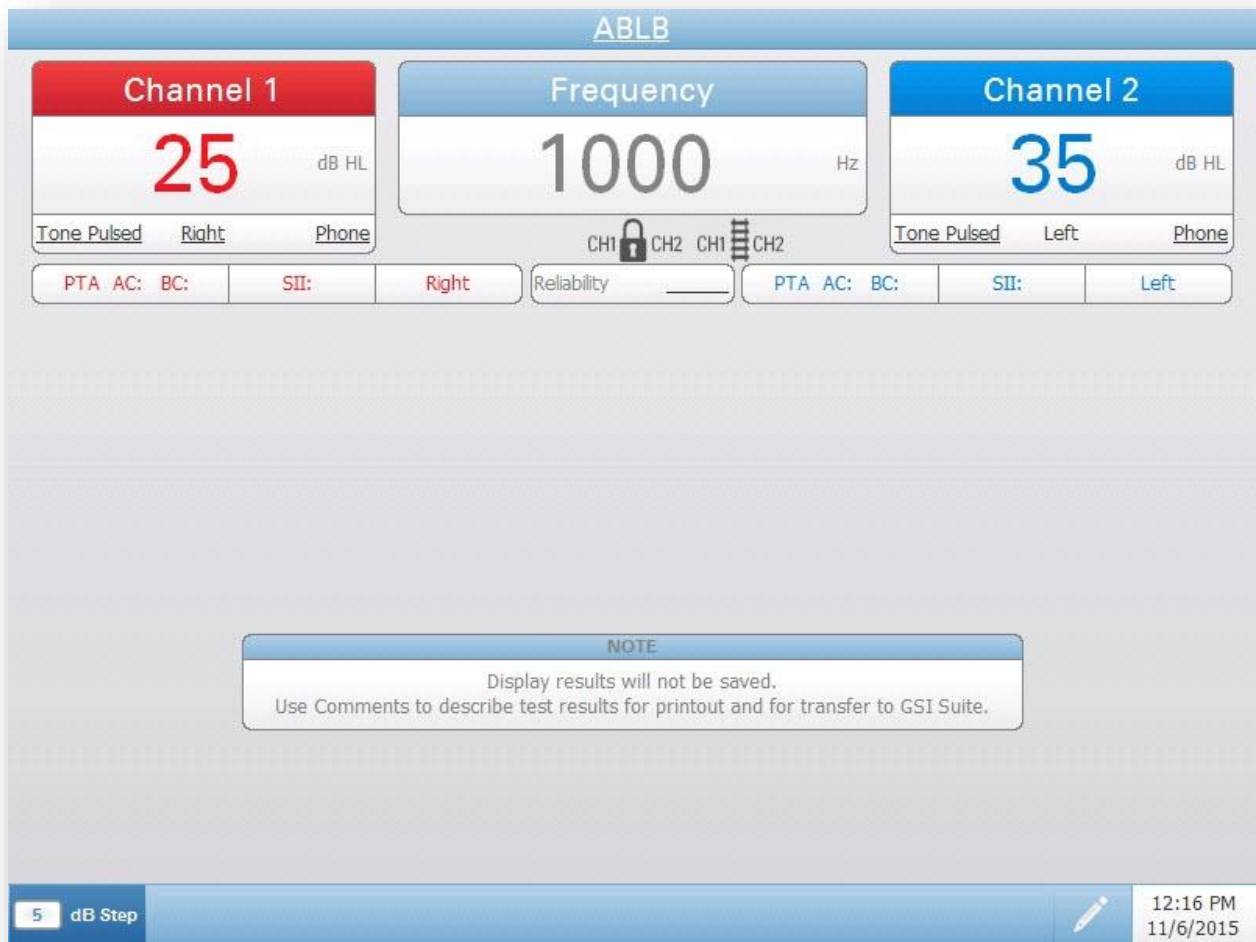 ABLB
Channel 1
Frequency
Channel 2
25 dB HL
1000 Hz
35 dB HL
Tone Pulsed Right Phone
CH1 CH2 CH1 CH2
Tone Pulsed Left Phone
PTA AC: BC: SII: Right Reliability PTA AC: BC: SII: Left
NOTE
Display results will not be saved.
Use Comments to describe test results for printout and for transfer to GSI Suite.
5 dB Step
12:16 PM
11/6/2015